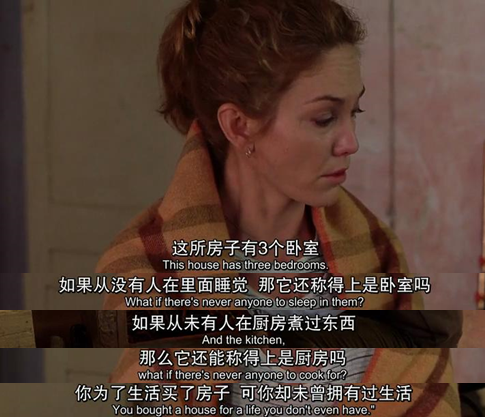 这所房子有3个卧室
This house has three bedrooms.
如果从没有人在里面睡觉 那它还称得上是卧室吗
What if there's never anyone to sleep in them?
如果从未有人在厨房煮过东西
And the kitchen,
那么它还能称得上是厨房吗
what if there's never anyone to cook for?
你为了生活买了房子 可你却未曾拥有过生活
You bought a house for a life you don't even have."